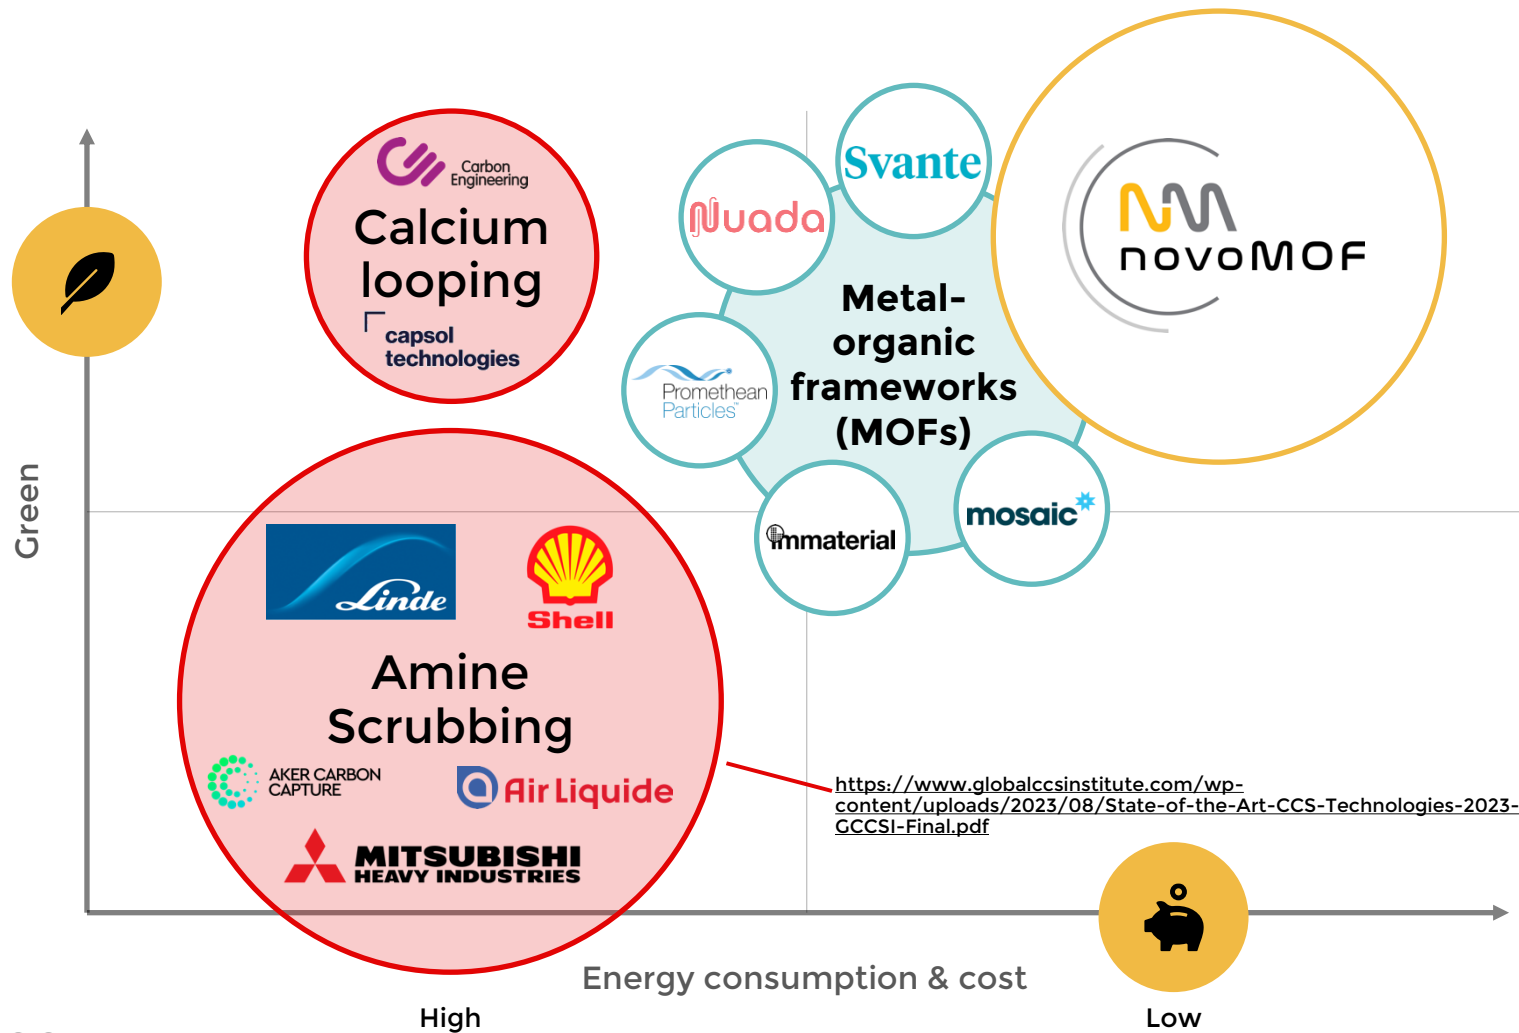 Carbon
Engineering
Calcium
looping
capsol
technologies
Svante
Nuada
novoMOF
Metal-
organic
frameworks
(MOFs)
Promethean
Particles™
immaterial
mosaic
Green
Linde
Shell
Amine
Scrubbing
AKER CARBON
CAPTURE
Air Liquide
MITSUBISHI
HEAVY INDUSTRIES
https://www.globalccsinstitute.com/wp-
content/uploads/2023/08/State-of-the-Art-CCS-Technologies-2023-
GCCSI-Final.pdf
Energy consumption & cost
High
Low